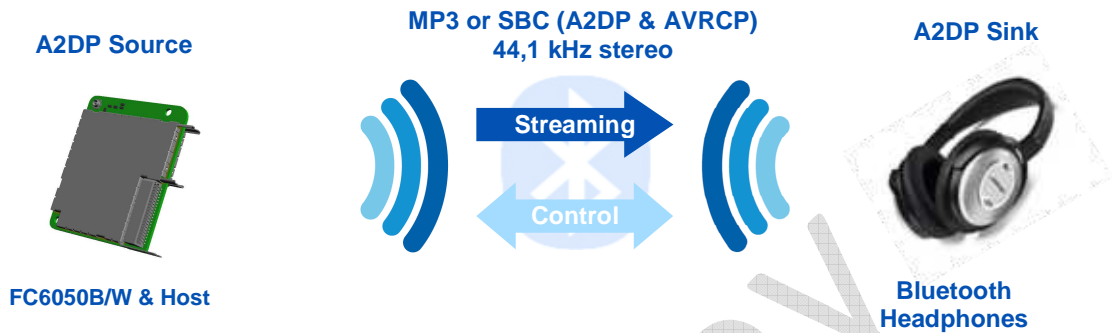 MP3 or SBC (A2DP & AVRCP)
44,1 kHz stereo
A2DP Source
A2DP Sink
Streaming
Control
FC6050B/W & Host
Bluetooth
Headphones